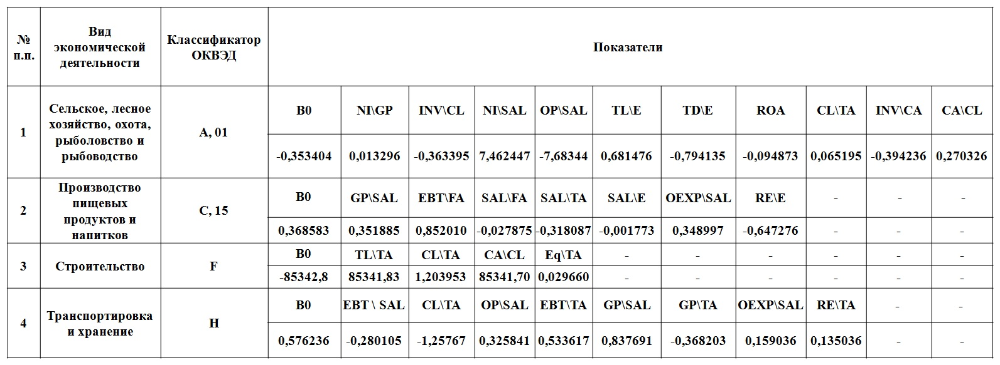 № п.п. Вид экономической деятельности Классификатор ОКВЭД Показатели
1 Сельское, лесное хозяйство, охота, рыболовство и рыбоводство A, 01 B0 NI\GP INV\CL NI\SAL OP\SAL TL\E TD\E ROA CL\TA INV\CA CA\CL
-0,353404 0,013296 -0,363395 7,462447 -7,68344 0,681476 -0,794135 -0,094873 0,065195 -0,394236 0,270326
2 Производство пищевых продуктов и напитков C, 15 B0 GP\SAL EBT\FA SAL\FA SAL\TA SAL\E OEXP\SAL RE\E - - -
0,368583 0,351885 0,852010 -0,027875 -0,318087 -0,001773 0,348997 -0,647276 - - -
3 Строительство F B0 TL\TA CL\TA CA\CL Eq\TA - - - - - -
-85342,8 85341,83 1,203953 85341,70 0,029660 - - - - - -
4 Транспортировка и хранение H B0 EBT \ SAL CL\TA OP\SAL EBT\TA GP\SAL GP\TA OEXP\SAL RE\TA - -
0,576236 -0,280105 -1,25767 0,325841 0,533617 0,837691 -0,368203 0,159036 0,135036 - -